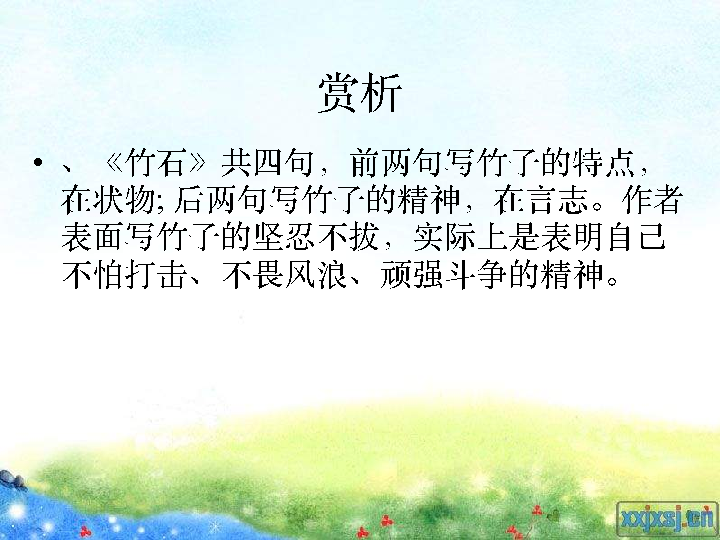 赏析
• 、《竹石》共四句，前两句写竹子的特点，
在状物; 后两句写竹子的精神，在言志。作者
表面写竹子的坚忍不拔，实际上是表明自己
不怕打击、不畏风浪、顽强斗争的精神。
xxjxsj.cn